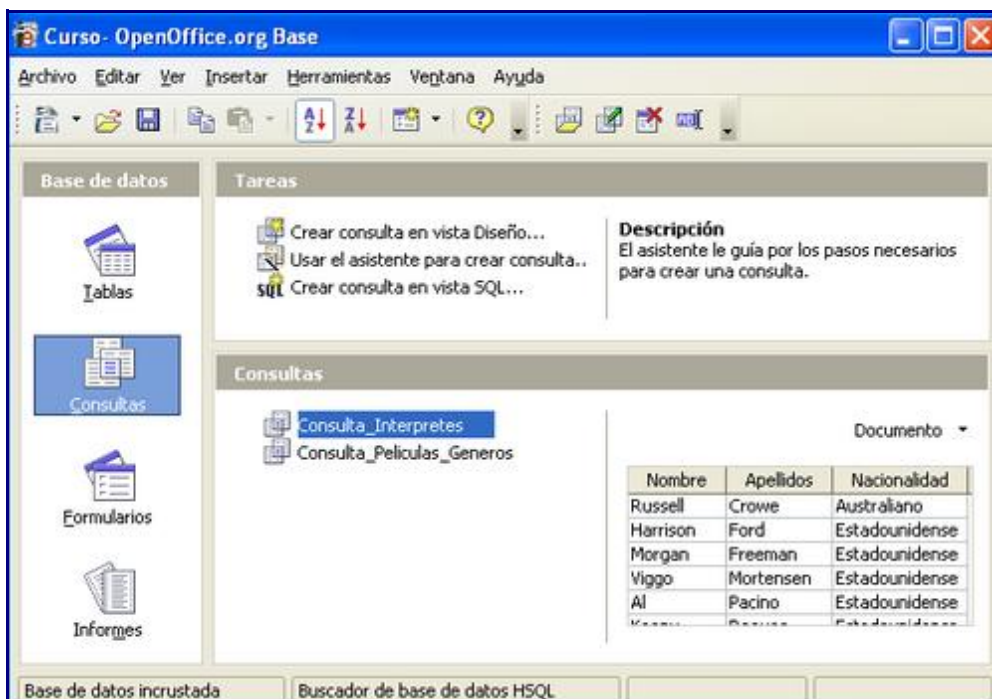 Curso- OpenOffice.org Base
Archivo Editar Ver Insertar Herramientas Ventana Ayuda
Base de datos
Tablas
Consultas
Formularios
Informes
Tareas
Crear consulta en vista Diseño...
Usar el asistente para crear consulta..
SQL Crear consulta en vista SQL...
Descripción
El asistente le guía por los pasos necesarios
para crear una consulta.
Consultas
Consulta_Interpretes
Consulta_Peliculas_Generos
Documento
Nombre Apellidos Nacionalidad
Russell Crowe Australiano
Harrison Ford Estadounidense
Morgan Freeman Estadounidense
Viggo Mortensen Estadounidense
Al Pacino Estadounidense
Base de datos incrustada Buscador de base de datos HSQL